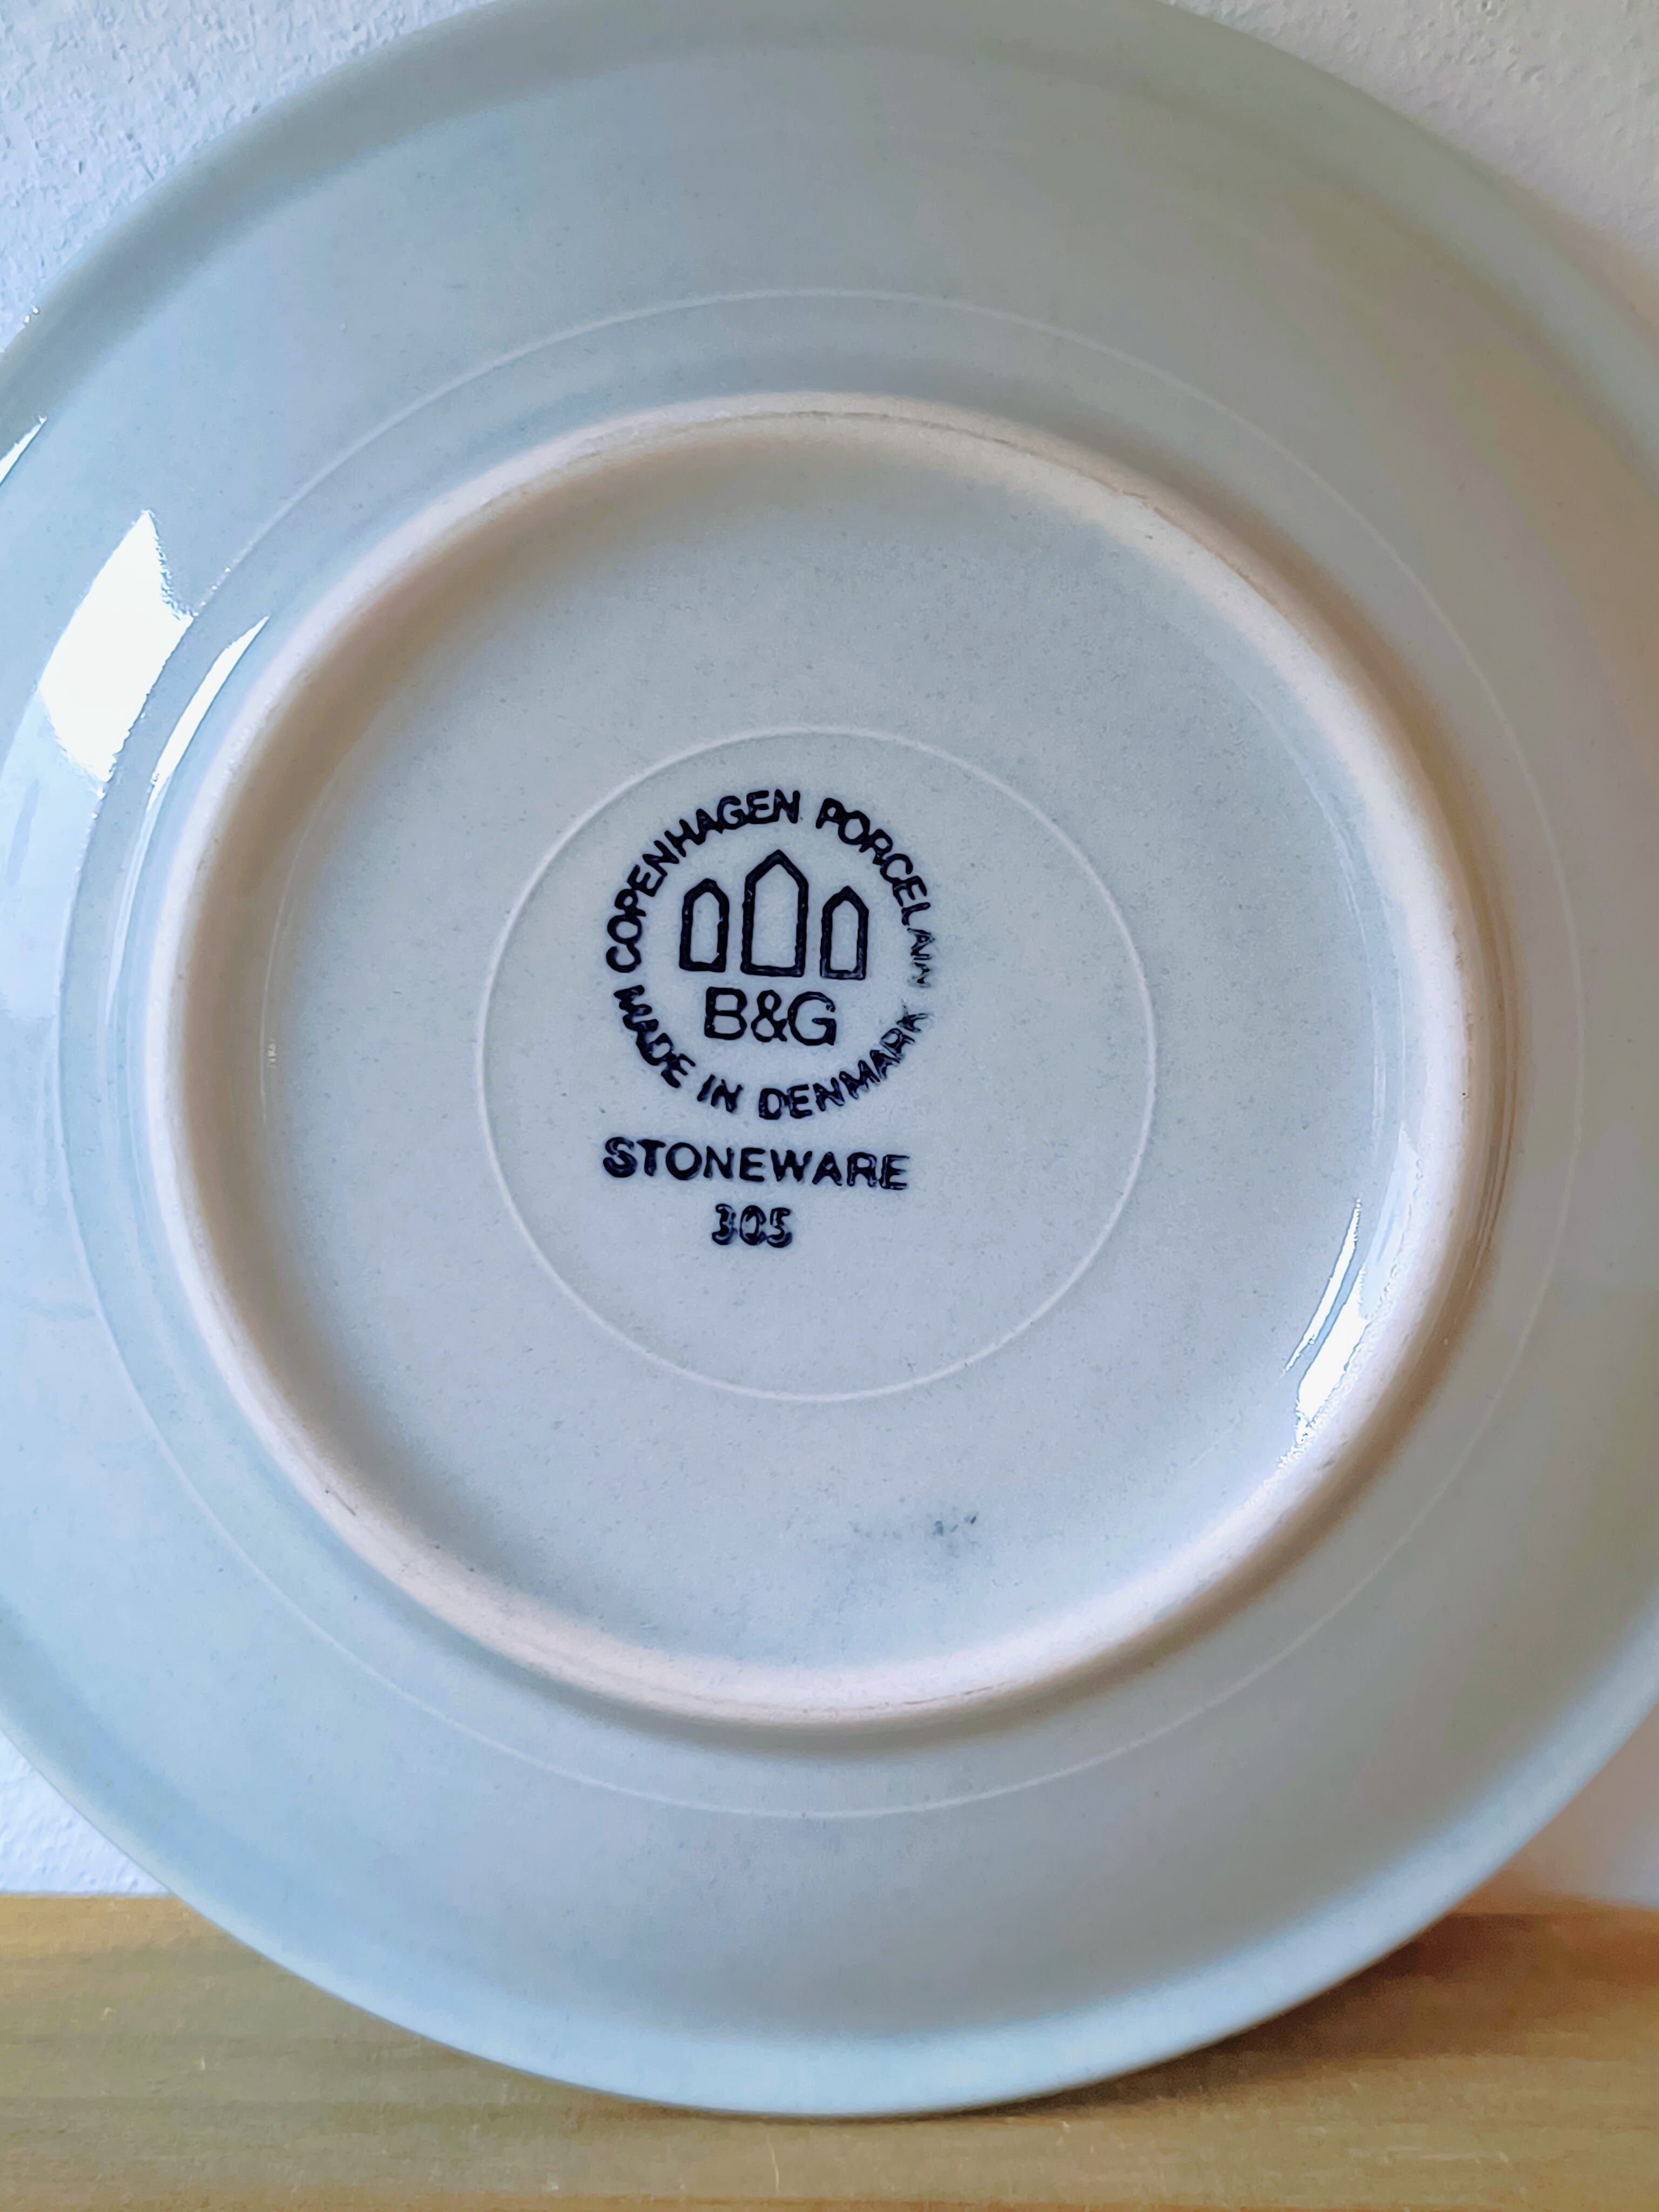 COPENHAGEN PORCELAIN
B&G
MADE IN DENMARK
STONEWARE
305